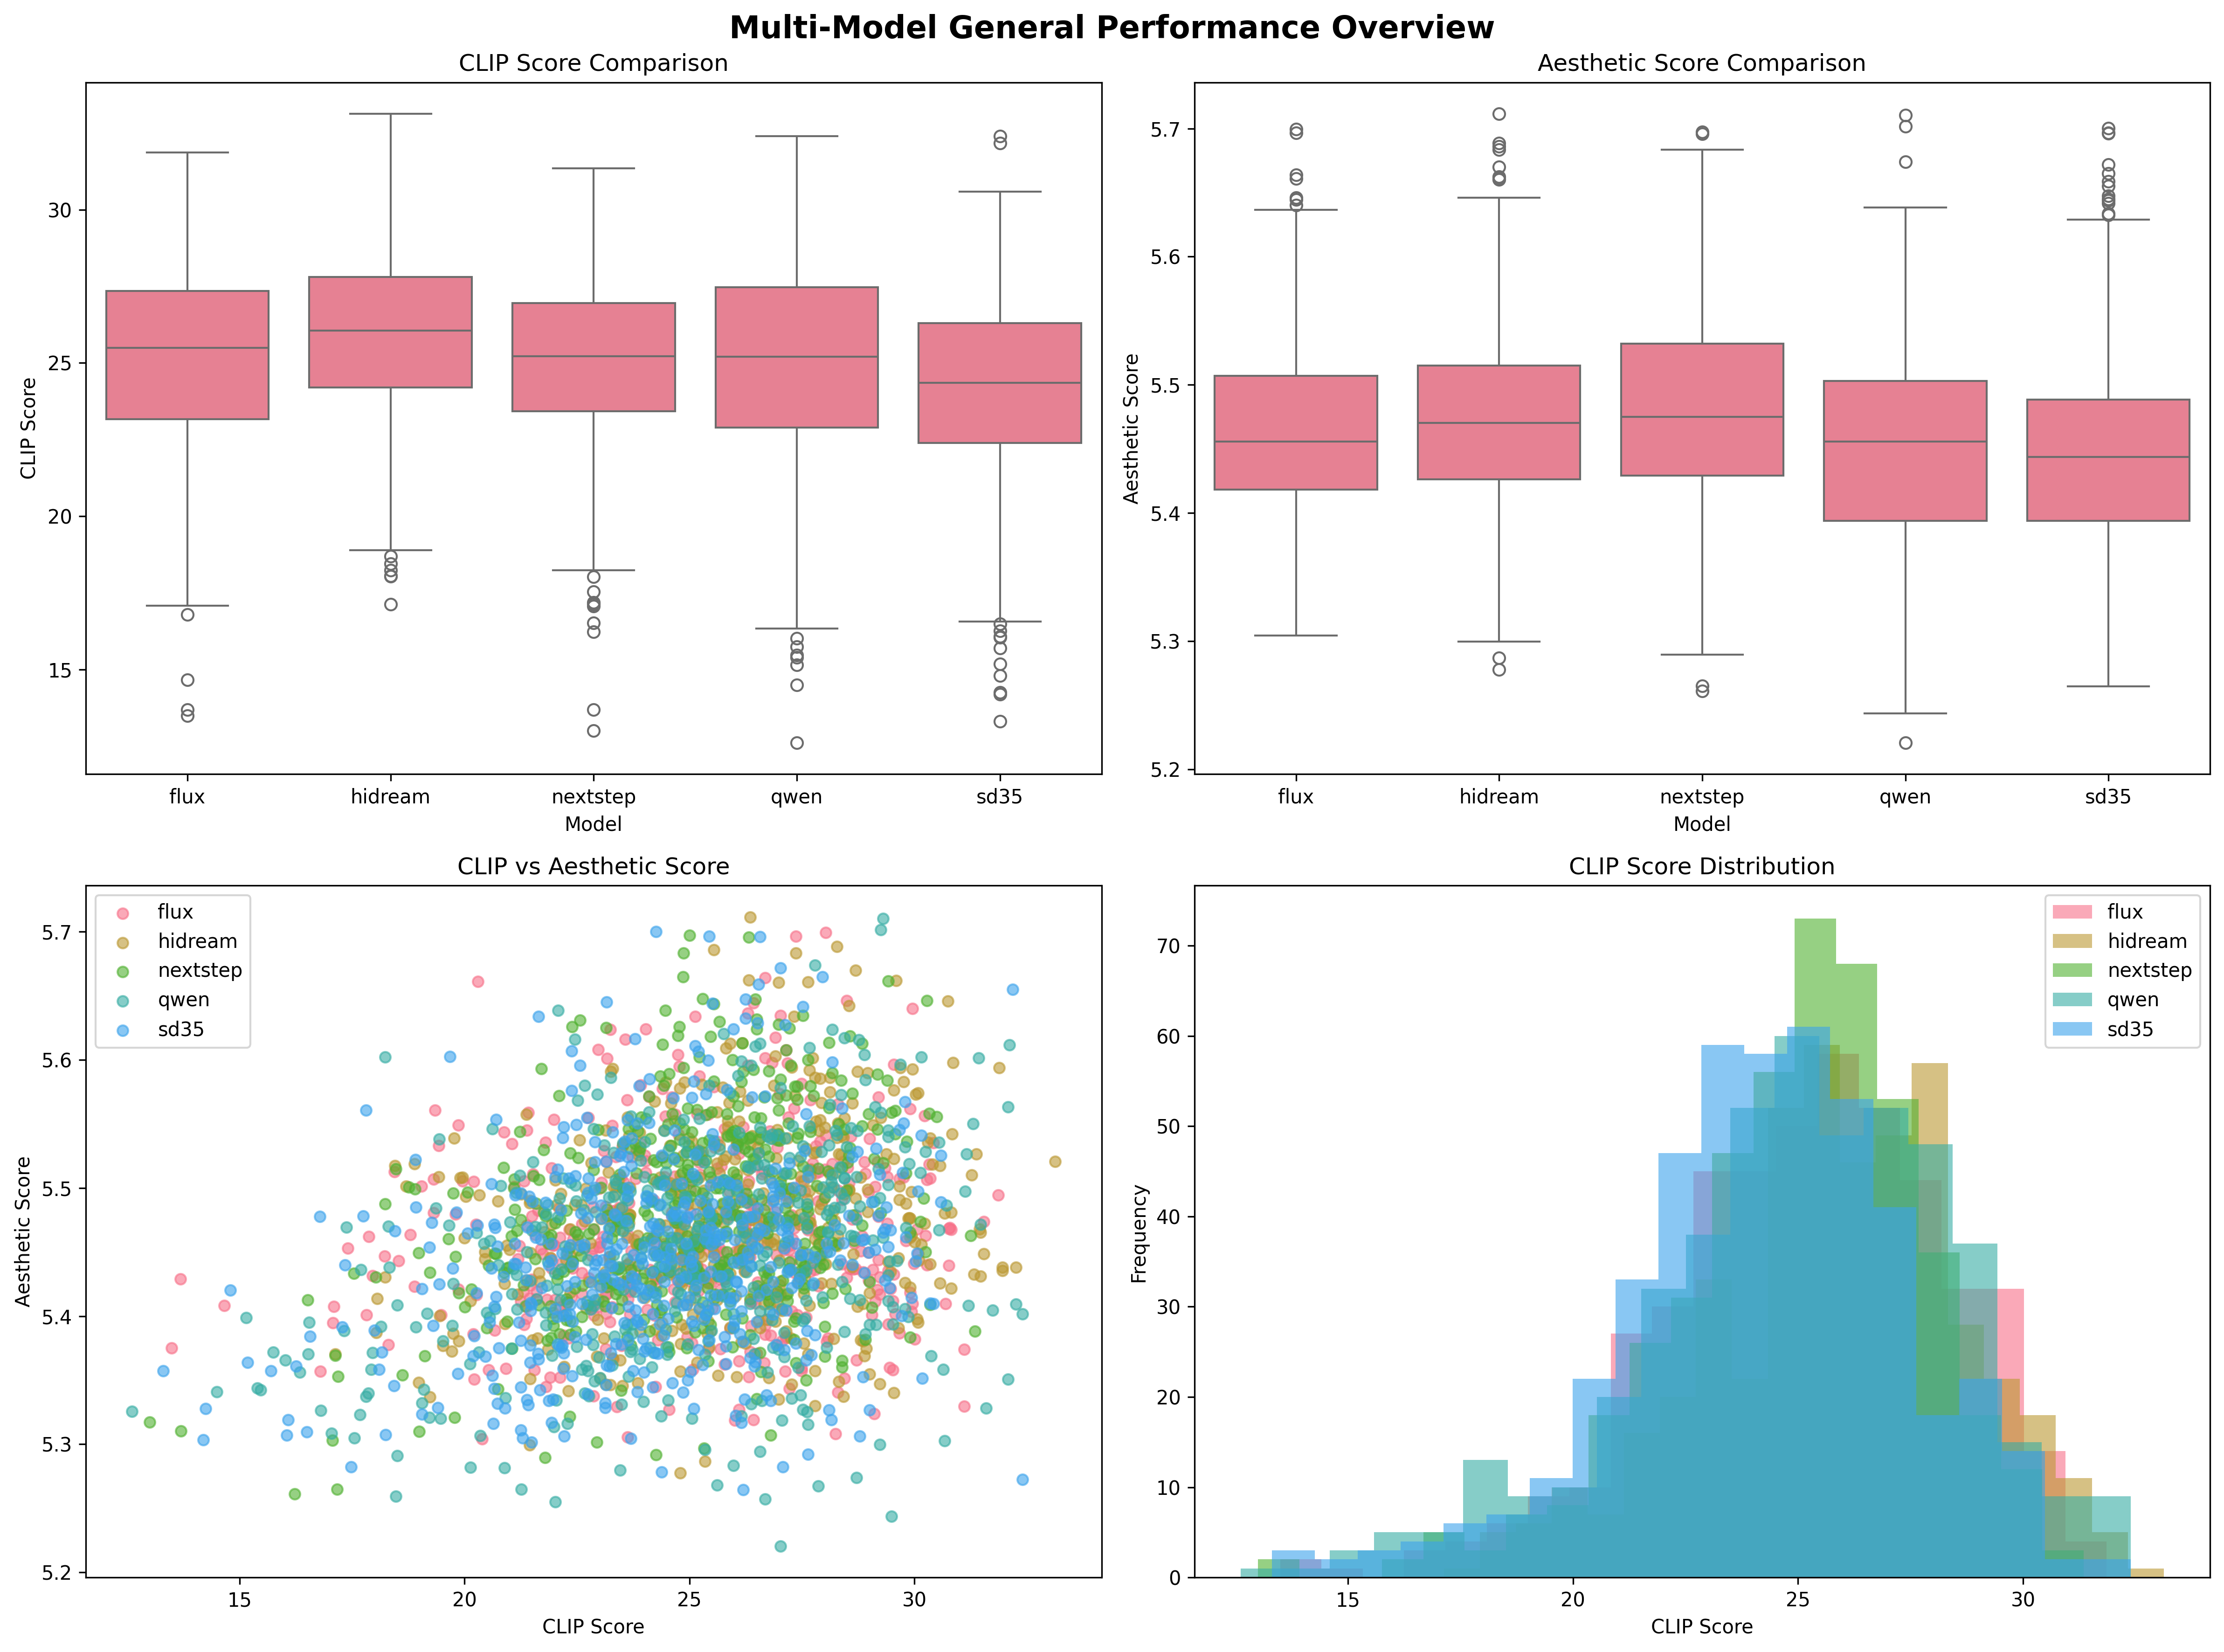 Multi-Model General Performance Overview
CLIP Score Comparison
CLIP Score
30
25
20
15
flux hidream nextstep qwen sd35
Model
Aesthetic Score Comparison
Aesthetic Score
5.7
5.6
5.5
5.4
5.3
5.2
flux hidream nextstep qwen sd35
Model
CLIP vs Aesthetic Score
flux
hidream
nextstep
qwen
sd35
Aesthetic Score
5.7
5.6
5.5
5.4
5.3
5.2
15 20 25 30
CLIP Score
CLIP Score Distribution
flux
hidream
nextstep
qwen
sd35
Frequency
70
60
50
40
30
20
10
0
15 20 25 30
CLIP Score